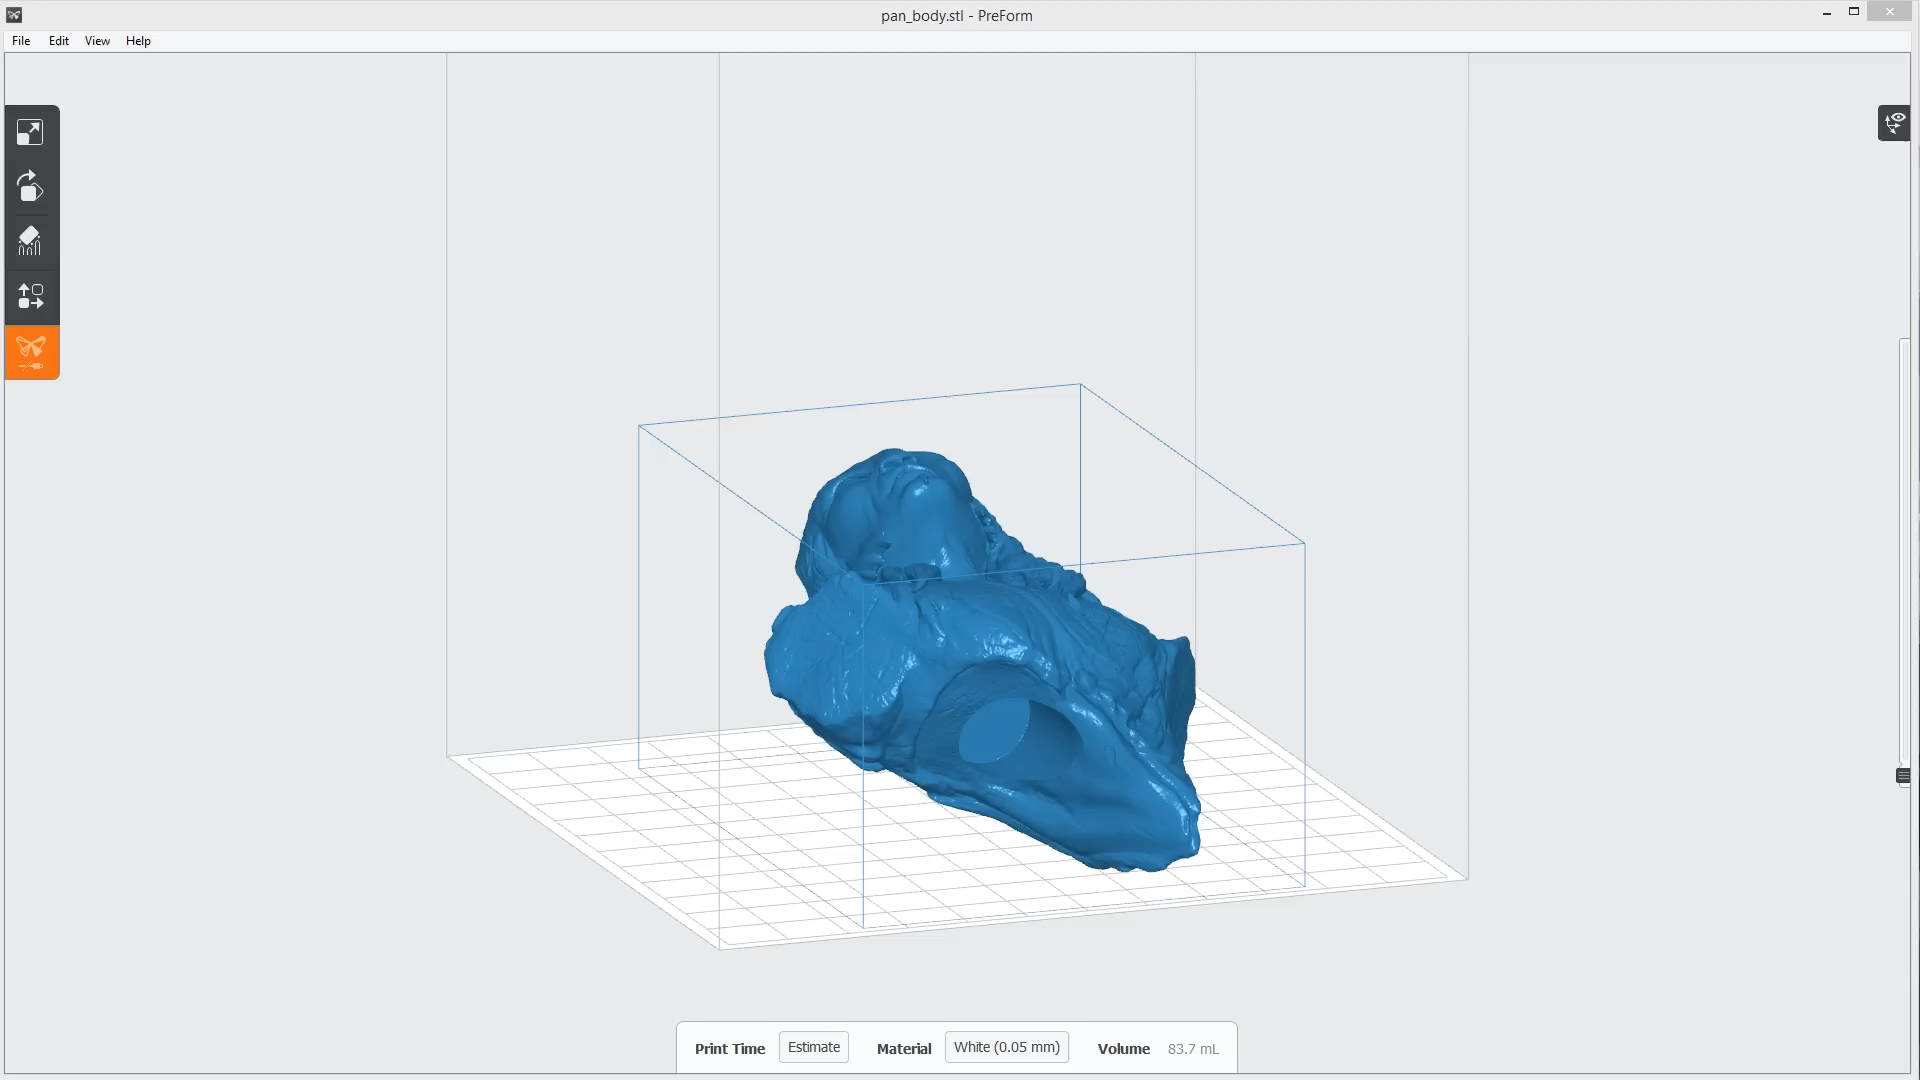 pan_body.stl - PreForm
File Edit View Help
Print Time Estimate Material White (0.05 mm) Volume 83.7 mL